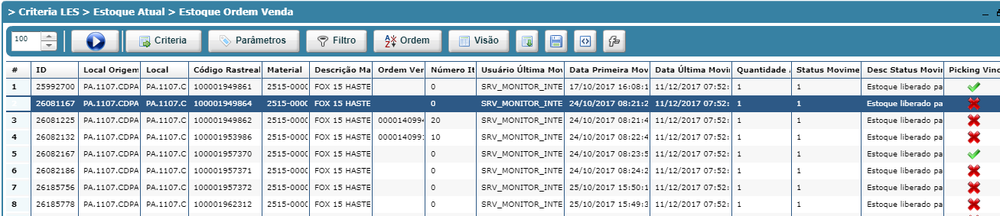 > Criteria LES > Estoque Atual > Estoque Ordem Venda
100 Criteria Parâmetros Filtro Ordem Visão
# ID Local Origem Local Código Rastreal Material Descrição Ma Ordem Ver Número It Usuário Última Mov Data Primeira Mov Data Última Movi Quantidade Status Movime Desc Status Movir Picking Vinc
1 25992700 PA.1107.CDPA PA.1107.C 100001949861 2515-000C FOX 15 HASTE 0 SRV_MONITOR_INTE 17/10/2017 16:08:1 11/12/2017 07:52: 1 1 Estoque liberado pa
2 26081167 PA.1107.CDPA PA.1107.C 100001949864 2515-000C FOX 15 HASTE 0 SRV_MONITOR_INTE 24/10/2017 08:21:2 11/12/2017 07:52: 1 1 Estoque liberado pa
3 26081225 PA.1107.CDPA PA.1107.C 100001949862 2515-000C FOX 15 HASTE 000014099 20 SRV_MONITOR_INTE 24/10/2017 08:21:4 11/12/2017 07:52: 1 1 Estoque liberado pa
4 26082132 PA.1107.CDPA PA.1107.C 100001953986 2515-000C FOX 15 HASTE 000014099 10 SRV_MONITOR_INTE 24/10/2017 08:22:4 11/12/2017 07:52: 1 1 Estoque liberado pa
5 26082167 PA.1107.CDPA PA.1107.C 100001957370 2515-000C FOX 15 HASTE 0 SRV_MONITOR_INTE 24/10/2017 08:23:5 11/12/2017 07:52: 1 1 Estoque liberado pa
6 26082186 PA.1107.CDPA PA.1107.C 100001957371 2515-000C FOX 15 HASTE 0 SRV_MONITOR_INTE 24/10/2017 08:24:2 11/12/2017 07:52: 1 1 Estoque liberado pa
7 26185756 PA.1107.CDPA PA.1107.C 100001957372 2515-000C FOX 15 HASTE 0 SRV_MONITOR_INTE 25/10/2017 15:50:1 11/12/2017 07:52: 1 1 Estoque liberado pa
8 26185778 PA.1107.CDPA PA.1107.C 100001962312 2515-000C FOX 15 HASTE 0 SRV_MONITOR_INTE 25/10/2017 15:49:3 11/12/2017 07:52: 1 1 Estoque liberado pa